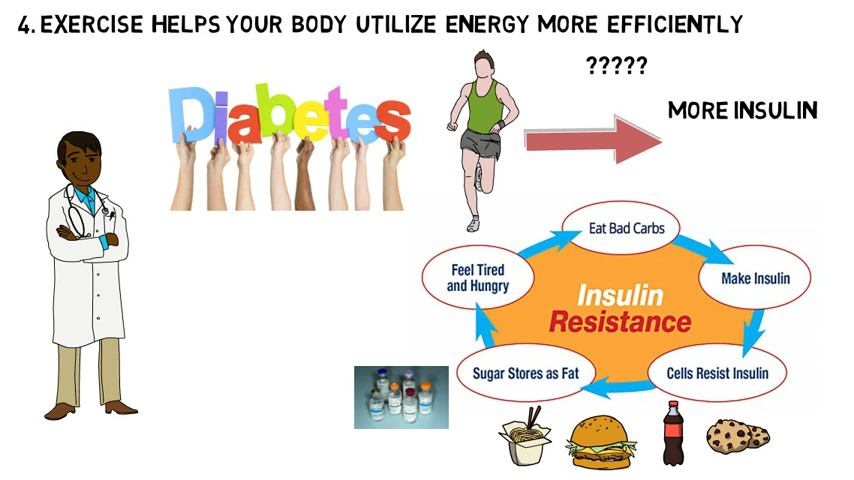 4. EXERCISE HELPS YOUR BODY UTILIZE ENERGY MORE EFFICIENTLY
?????
MORE INSULIN
Diabetes
Eat Bad Carbs
Make Insulin
Cells Resist Insulin
Sugar Stores as Fat
Feel Tired
and Hungry
Insulin
Resistance